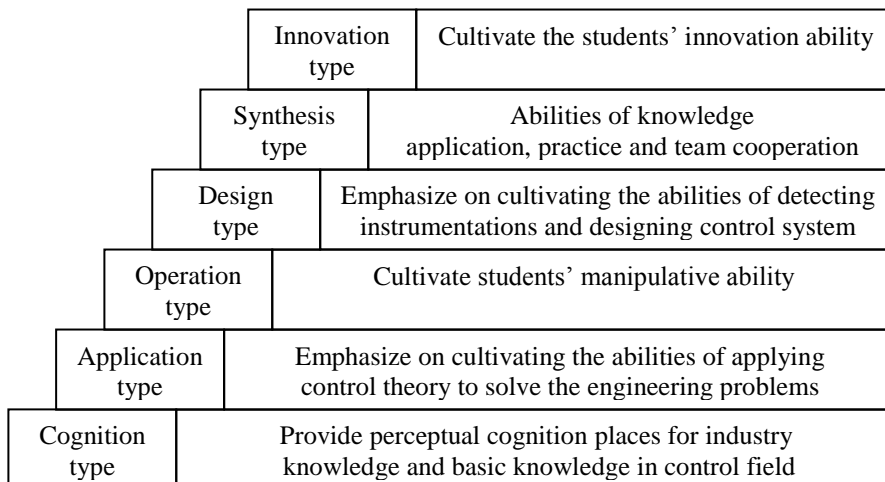 Innovation
type
Cultivate the students’ innovation ability
Synthesis
type
Abilities of knowledge
application, practice and team cooperation
Design
type
Emphasize on cultivating the abilities of detecting
instrumentations and designing control system
Operation
type
Cultivate students’ manipulative ability
Application
type
Emphasize on cultivating the abilities of applying
control theory to solve the engineering problems
Cognition
type
Provide perceptual cognition places for industry
knowledge and basic knowledge in control field